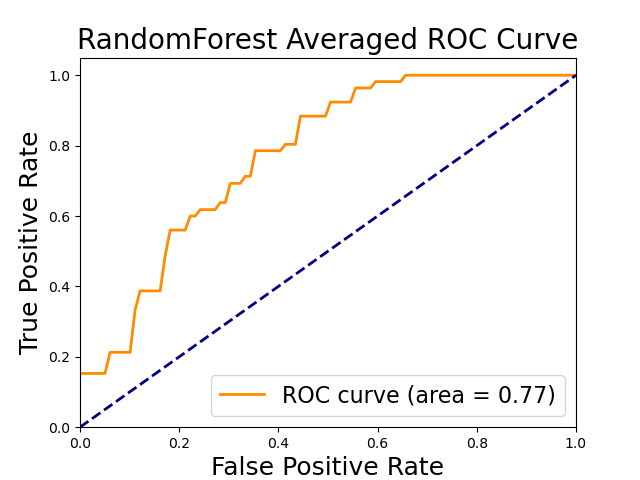 RandomForest Averaged ROC Curve
True Positive Rate
1.0
0.8
0.6
0.4
0.2
0.0
ROC curve (area = 0.77)
0.0 0.2 0.4 0.6 0.8 1.0
False Positive Rate